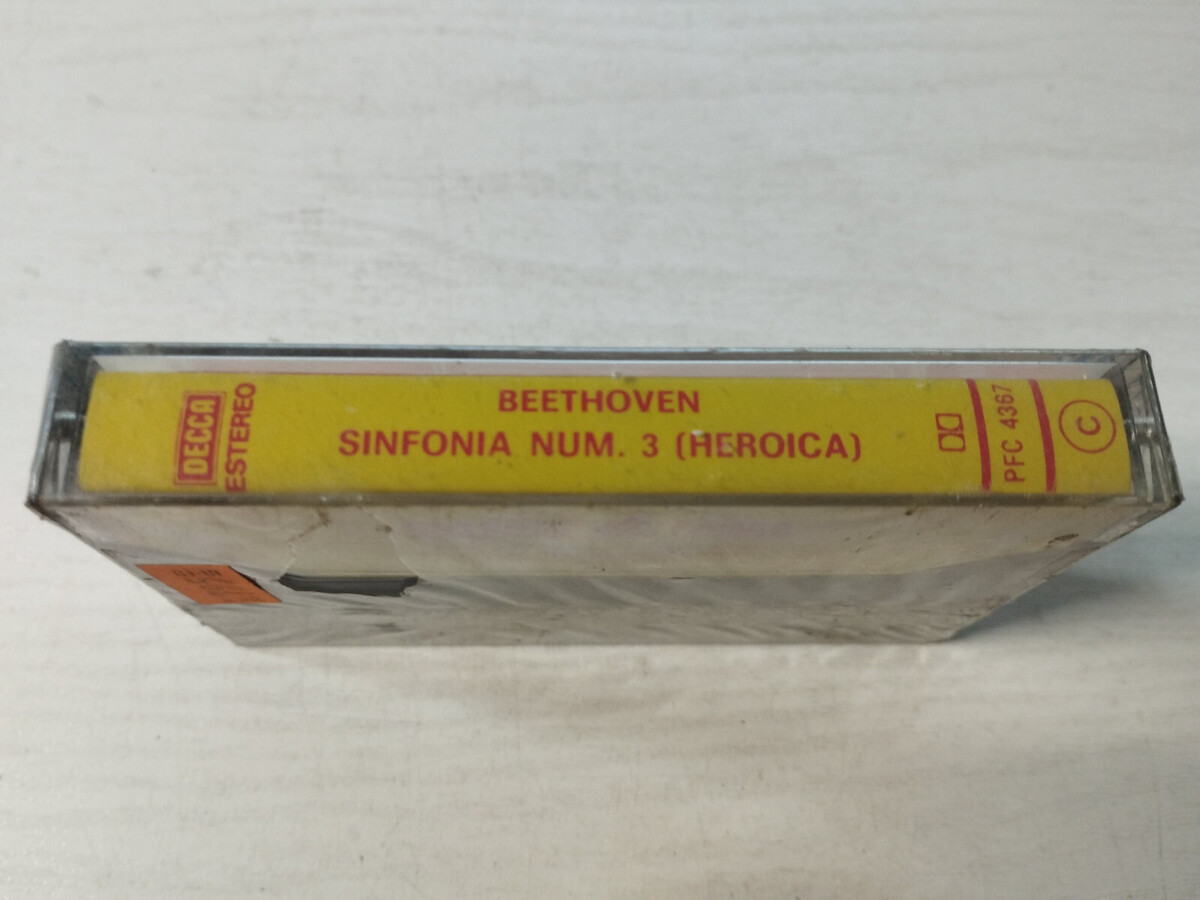 DECCA
ESTEREO
BEETHOVEN
SINFONIA NUM. 3 (HEROICA)
PFC 4367
C